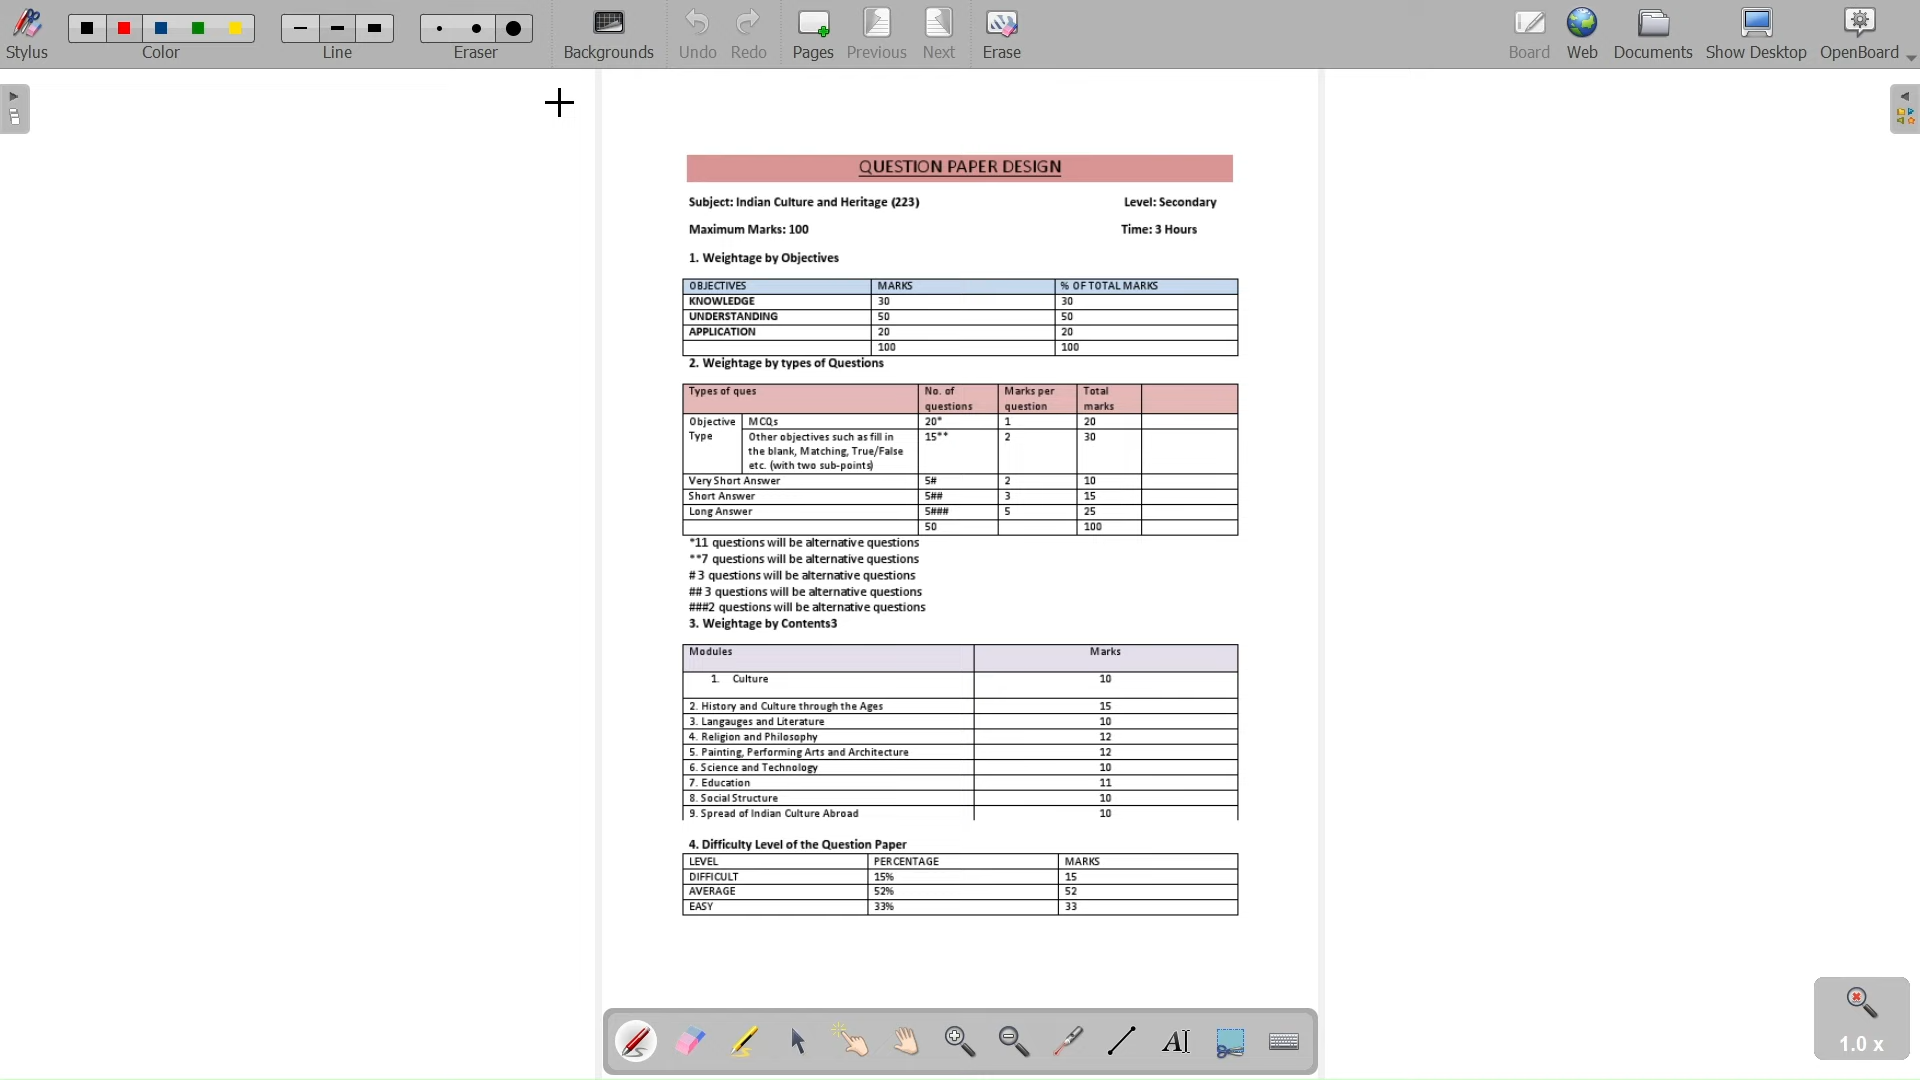 Stylus Color Line Eraser Backgrounds Undo Redo Pages Previous Next Erase Board Web Documents Show Desktop OpenBoard
QUESTION PAPER DESIGN
Subject: Indian Culture and Heritage (223) Level: Secondary
Maximum Marks: 100 Time: 3 Hours
1. Weightage by Objectives
OBJECTIVES MARKS % OF TOTAL MARKS
KNOWLEDGE 30 30
UNDERSTANDING 50 50
APPLICATION 20 20
100 100
2. Weightage by types of Questions
Types of ques No. of Marks per Total
questions question marks
Objective MCQs 20* 1 20
Type Other objectives such as fill in 15** 2 30
the blank, Matching, True/False
etc. (with two sub-points)
Very Short Answer 5# 2 10
Short Answer 5## 3 15
Long Answer 5### 5 25
50 100
*11 questions will be alternative questions
**7 questions will be alternative questions
# 3 questions will be alternative questions
## 3 questions will be alternative questions
###2 questions will be alternative questions
3. Weightage by Contents3
Modules Marks
1. Culture 10
2. History and Culture through the Ages 15
3. Langauges and Literature 10
4. Religion and Philosophy 12
5. Painting, Performing Arts and Architecture 12
6. Science and Technology 10
7. Education 11
8. Social Structure 10
9. Spread of Indian Culture Abroad 10
4. Difficulty Level of the Question Paper
LEVEL PERCENTAGE MARKS
DIFFICULT 15% 15
AVERAGE 52% 52
EASY 33% 33
AI
1.0 x